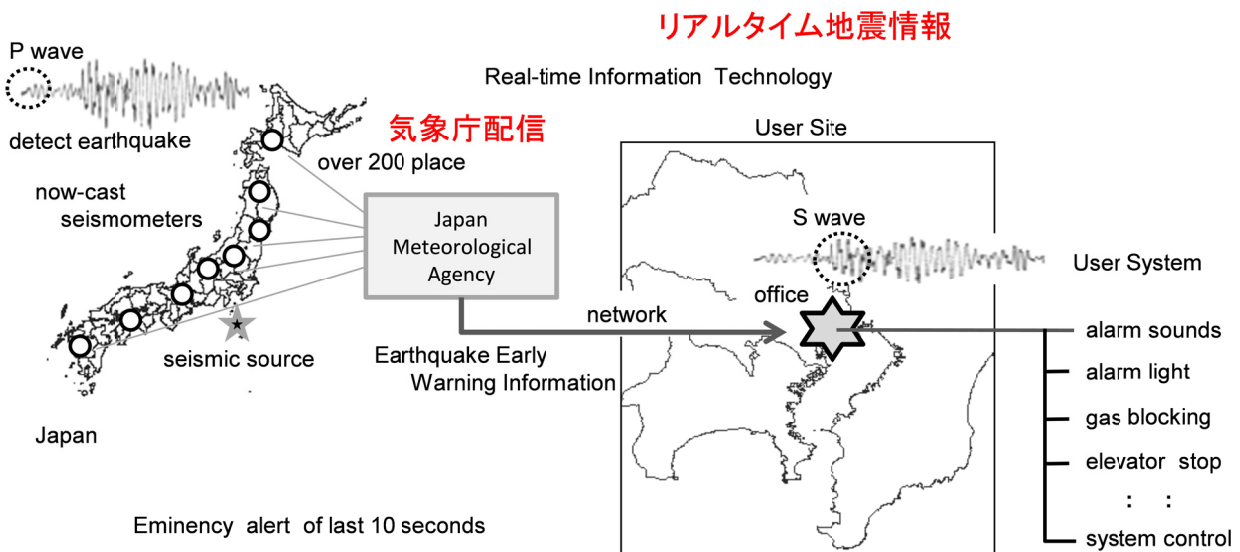 リアルタイム地震情報
P wave
Real-time Information Technology
detect earthquake
気象庁配信
User Site
over 200 place
now-cast
seismometers
Japan
Meteorological
Agency
S wave
User System
office
network
alarm sounds
seismic source
Earthquake Early
Warning Information
alarm light
gas blocking
Japan
elevator stop
: :
Eminency alert of last 10 seconds
system control